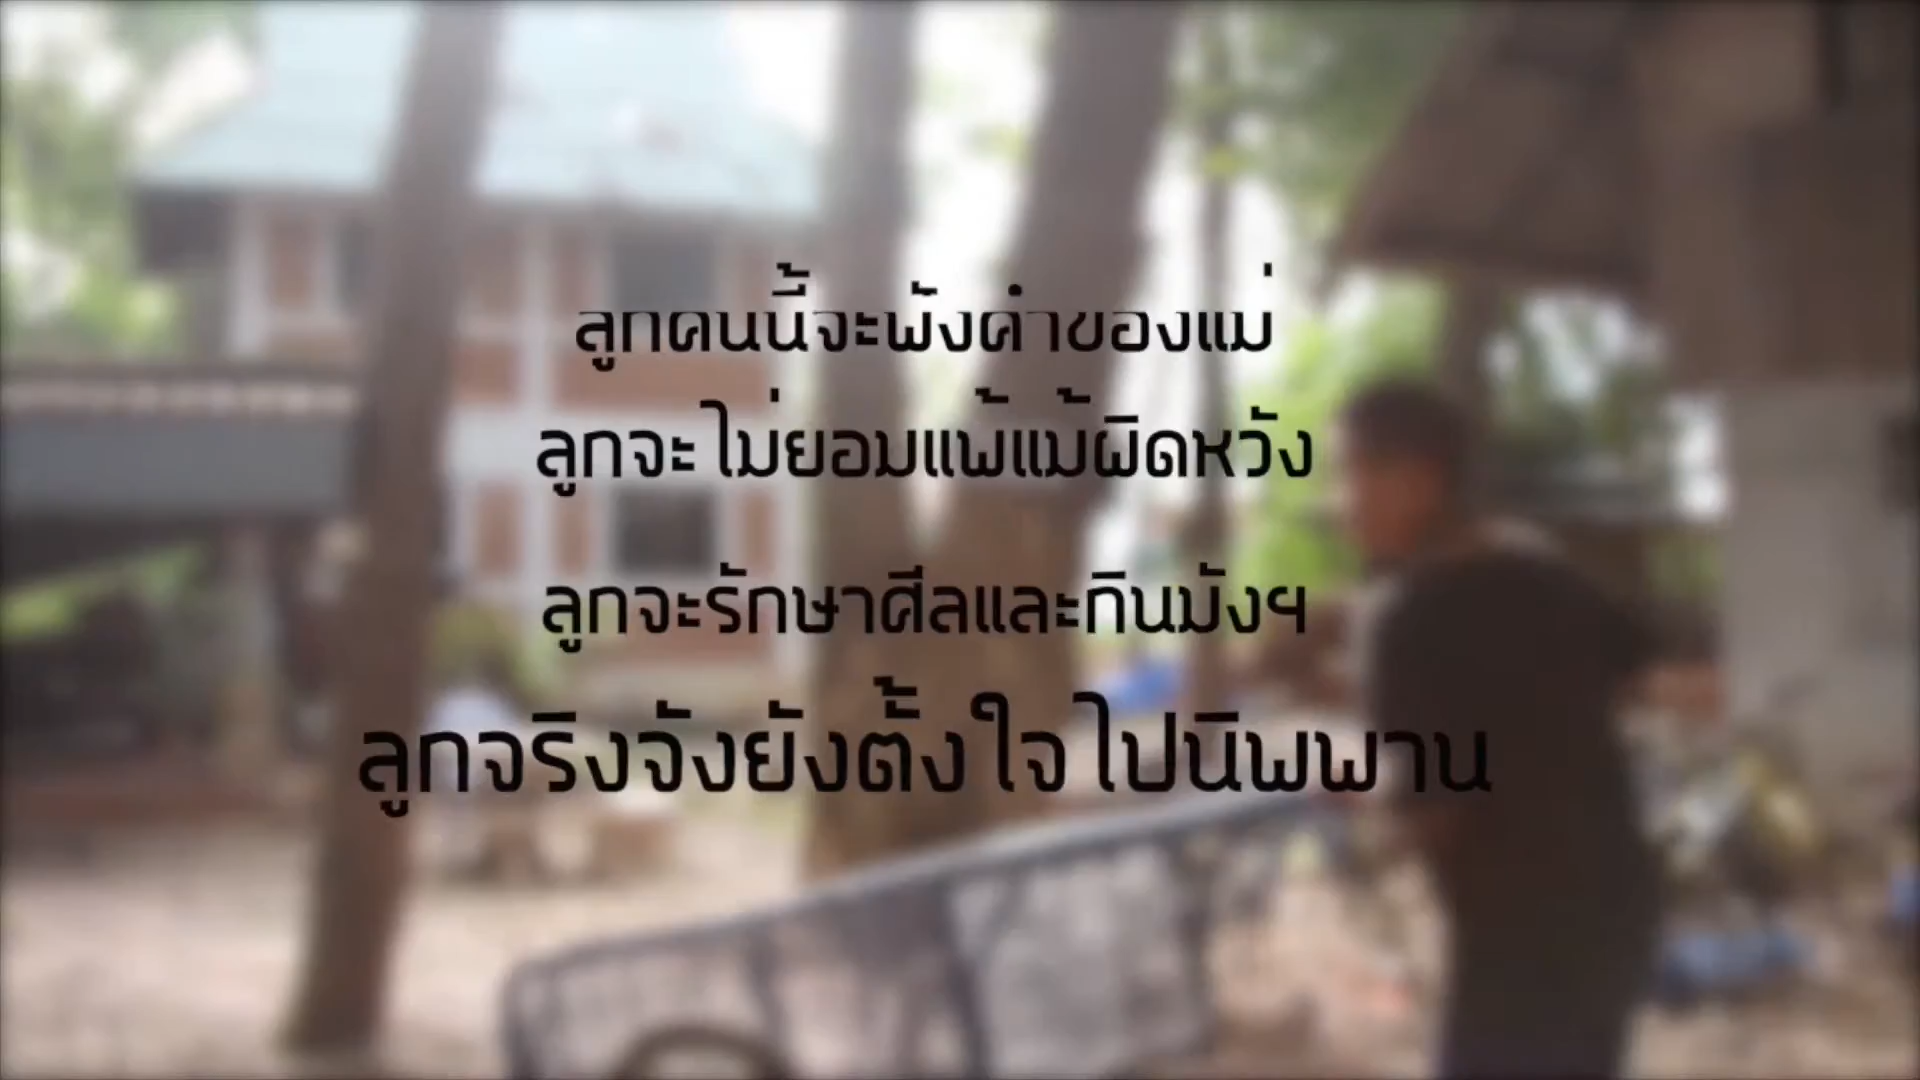 ลูกคนนี้จะฟังคำของแม่
ลูกจะไม่ยอมแพ้แม้ผิดหวัง
ลูกจะรักษาศีลและกินมังฯ
ลูกจริงจังยังตั้งใจไปนิพพาน